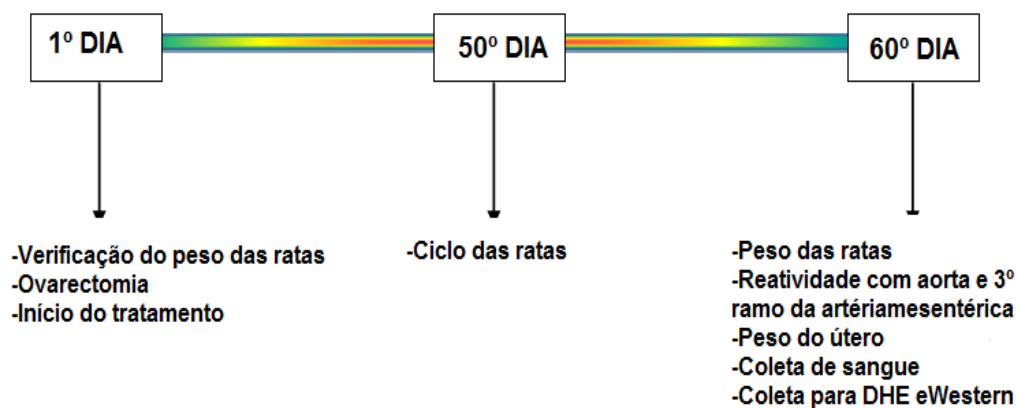 1º DIA
50º DIA
60º DIA
-Verificação do peso das ratas
-Ovarectomia
-Início do tratamento
-Ciclo das ratas
-Peso das ratas
-Reatividade com aorta e 3º
ramo da artériamesentérica
-Peso do útero
-Coleta de sangue
-Coleta para DHE eWestern